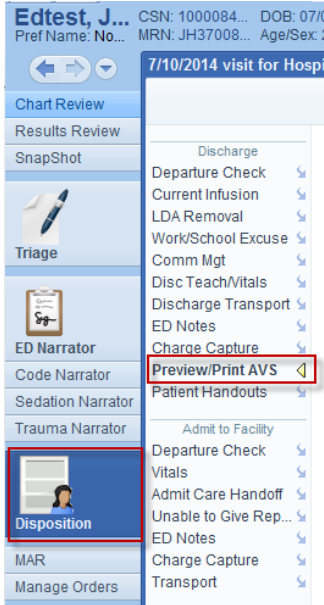 Edtest, J... CSN: 1000084... DOB: 07/0
Pref Name: No... MRN: JH37008... Age/Sex: 2
7/10/2014 visit for Hospi
Chart Review
Results Review
SnapShot
Triage
ED Narrator
Code Narrator
Sedation Narrator
Trauma Narrator
Disposition
MAR
Manage Orders
Discharge
Departure Check
Current Infusion
LDA Removal
Work/School Excuse
Comm Mgt
Disc Teach/Vitals
Discharge Transport
ED Notes
Charge Capture
Preview/Print AVS
Patient Handouts
Admit to Facility
Departure Check
Vitals
Admit Care Handoff
Unable to Give Rep...
ED Notes
Charge Capture
Transport